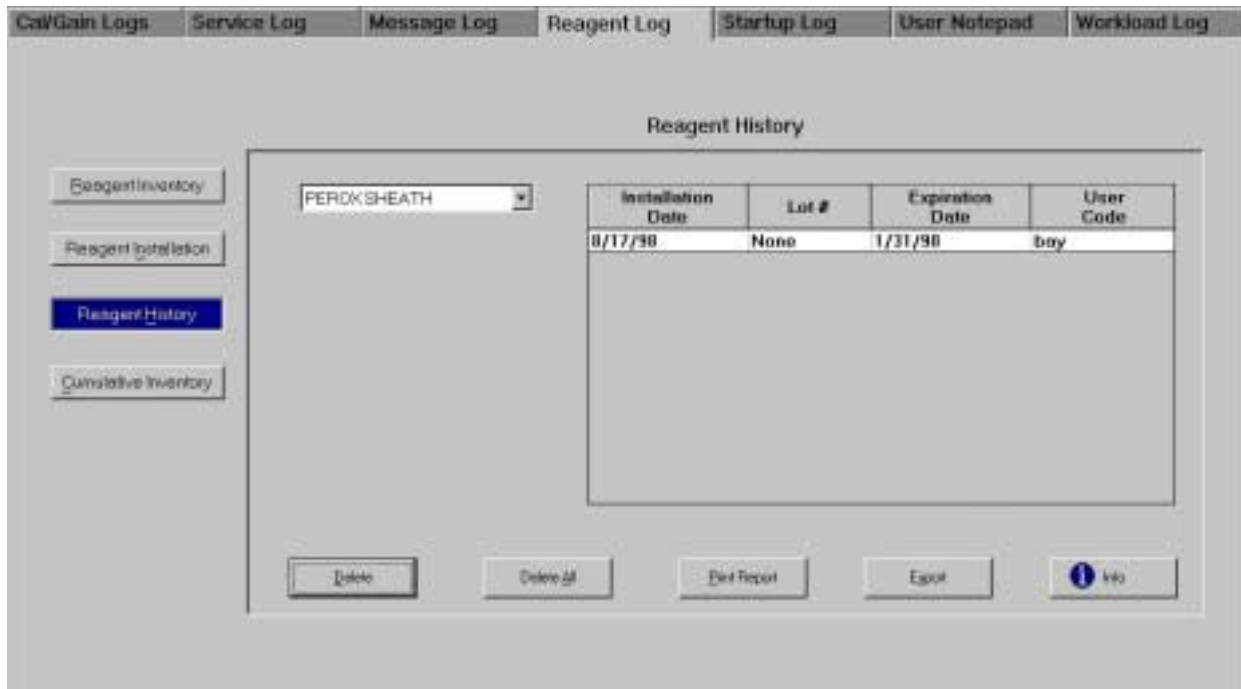 Cal/Gain Logs
Service Log
Message Log
Reagent Log
Startup Log
User Notepad
Workload Log
Reagent History
Reagent Inventory
Reagent Installation
Reagent History
Cumulative Inventory
PEROX SHEATH
Installation Date
Lot #
Expiration Date
User Code
8/17/98
None
1/31/98
bay
Delete
Delete All
Print Report
Export
Info